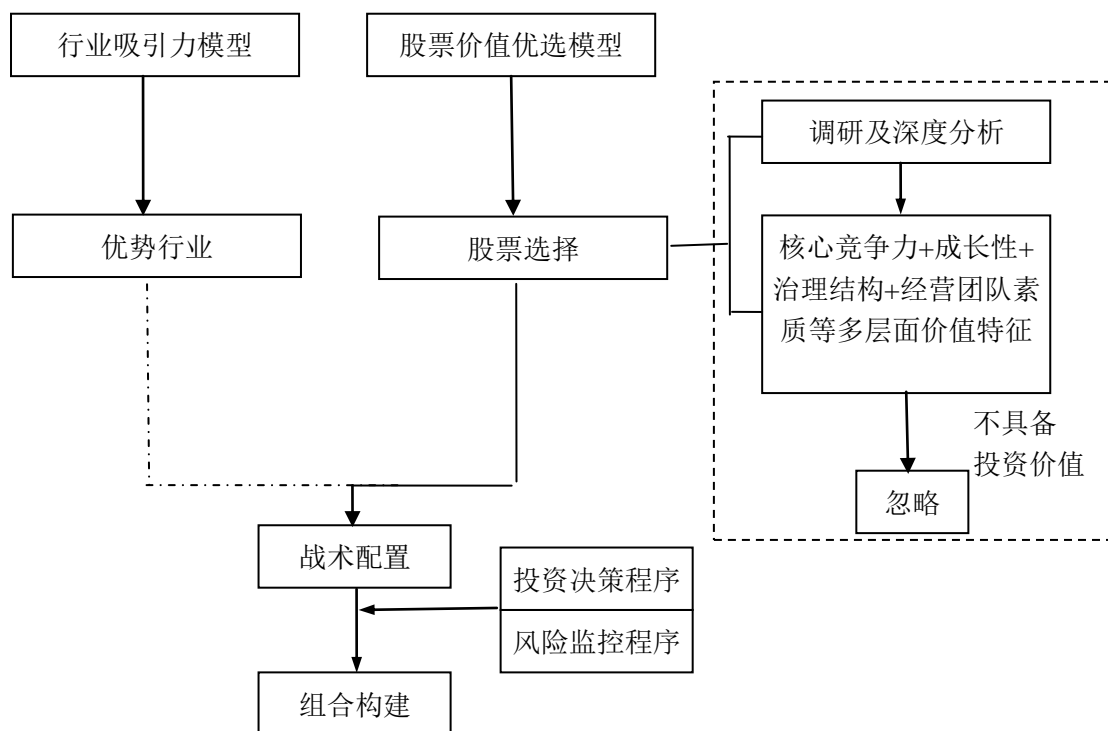 行业吸引力模型
股票价值优选模型
调研及深度分析
优势行业
股票选择
核心竞争力+成长性+
治理结构+经营团队素
质等多层面价值特征
不具备
投资价值
忽略
战术配置
投资决策程序
风险监控程序
组合构建